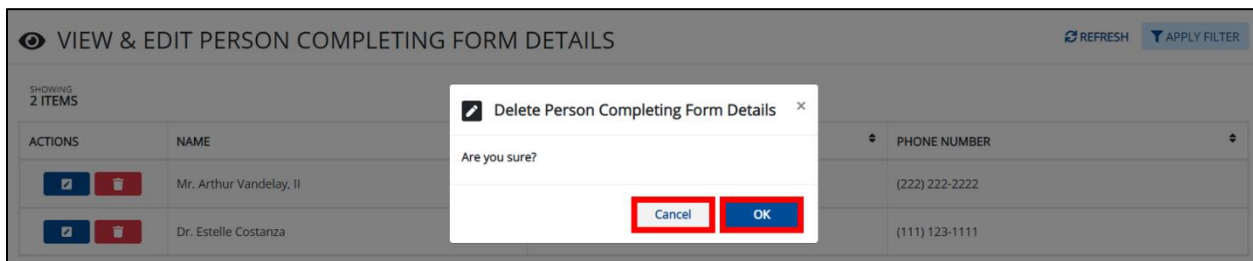 VIEW & EDIT PERSON COMPLETING FORM DETAILS
REFRESH
APPLY FILTER
SHOWING
2 ITEMS
Delete Person Completing Form Details ×
Are you sure?
Cancel
OK
ACTIONS
NAME
PHONE NUMBER
Mr. Arthur Vandelay, II
(222) 222-2222
Dr. Estelle Costanza
(111) 123-1111